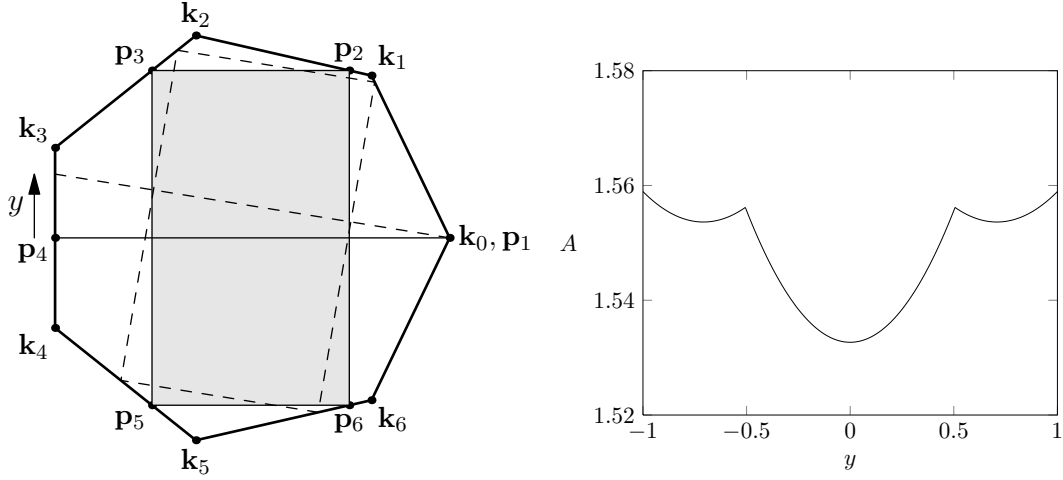 k₂
p₃
p₂
k₁
k₃
y
p₄
k₀, p₁
k₄
p₅
p₆
k₆
k₅
1.58
1.56
A
1.54
1.52
−1 −0.5 0 0.5 1
y